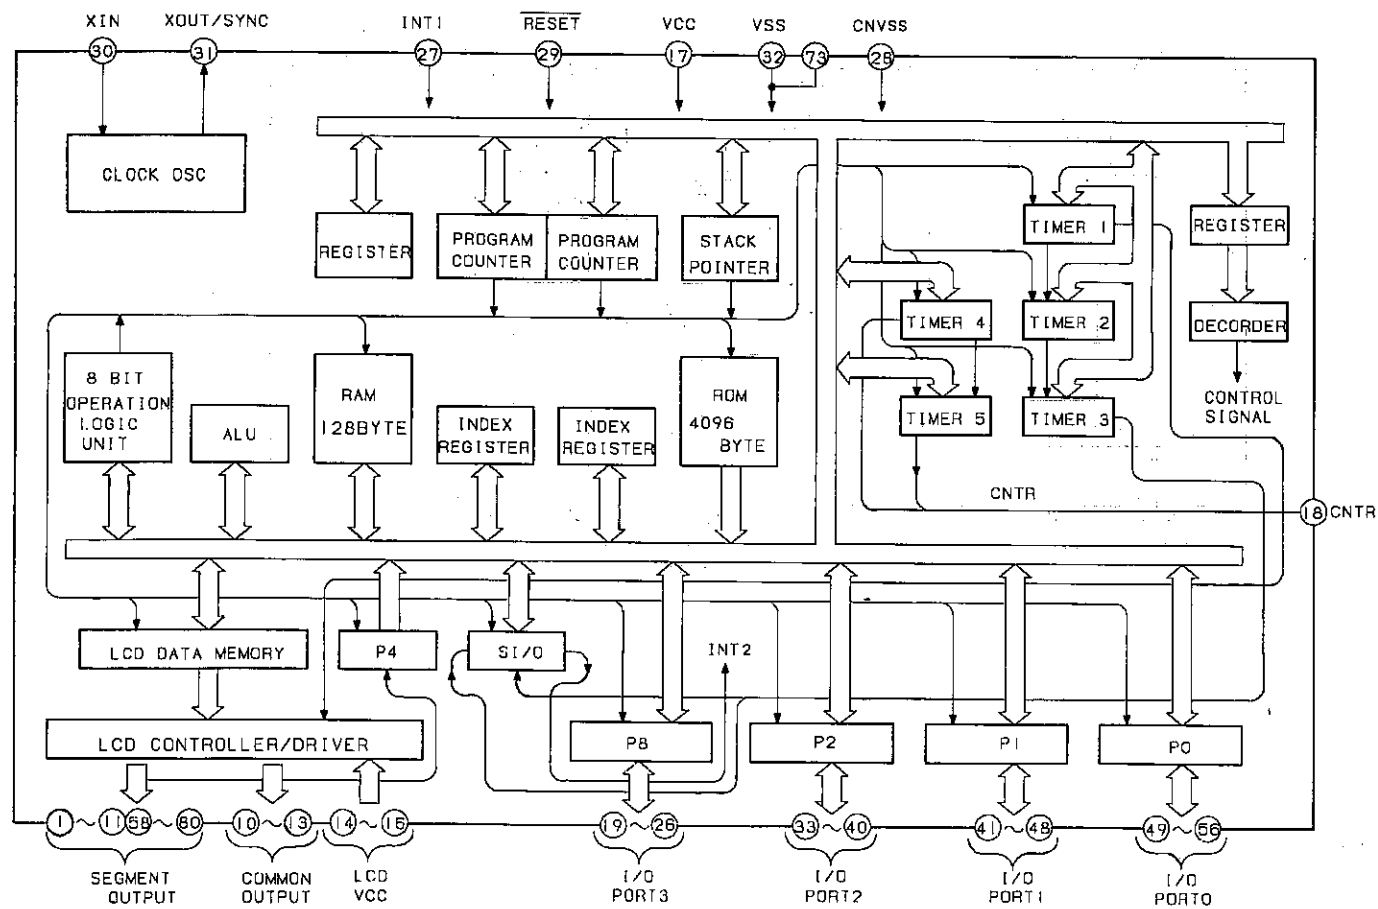 XIN
XOUT/SYNC
INT1
RESET
VCC
VSS
CNVSS
30
31
27
29
17
32
73
28
CLOCK OSC
REGISTER
PROGRAM
COUNTER
PROGRAM
COUNTER
STACK
POINTER
TIMER 1
REGISTER
TIMER 4
TIMER 2
DECORDER
8 BIT
OPERATION
LOGIC
UNIT
ALU
RAM
128BYTE
INDEX
REGISTER
INDEX
REGISTER
ROM
4096
BYTE
TIMER 5
TIMER 3
CONTROL
SIGNAL
CNTR
18
CNTR
LCD DATA MEMORY
P4
SI/O
INT2
LCD CONTROLLER/DRIVER
P8
P2
P1
P0
1 ~ 11 58 ~ 80
10 ~ 13
14 ~ 16
19 ~ 26
33 ~ 40
41 ~ 48
49 ~ 56
SEGMENT
OUTPUT
COMMON
OUTPUT
LCD
VCC
I/O
PORT3
I/O
PORT2
I/O
PORT1
I/O
PORT0